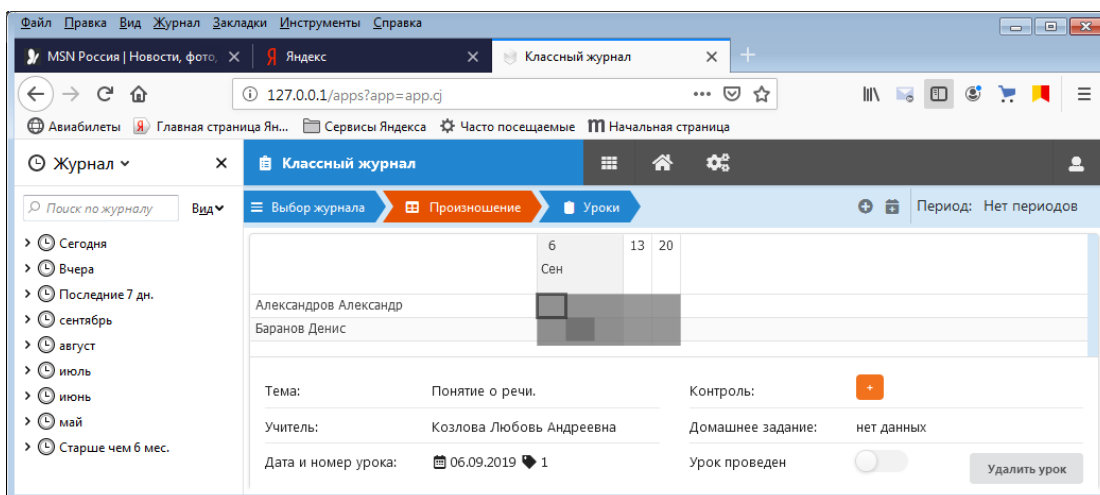 Файл Правка Вид Журнал Закладки Инструменты Справка
MSN Россия | Новости, фото,
Яндекс
Классный журнал
127.0.0.1/apps?app=app.cj
Авиабилеты Я Главная страница Ян... Сервисы Яндекса Часто посещаемые m Начальная страница
Журнал
Классный журнал
Поиск по журналу Вид
Выбор журнала Произношение Уроки Период: Нет периодов
Сегодня
Вчера
Последние 7 дн.
сентябрь
август
июль
июнь
май
Старше чем 6 мес.
6 13 20
Сен
Александров Александр
Баранов Денис
Тема: Понятие о речи. Контроль: +
Учитель: Козлова Любовь Андреевна Домашнее задание: нет данных
Дата и номер урока: 06.09.2019 1 Урок проведен Удалить урок